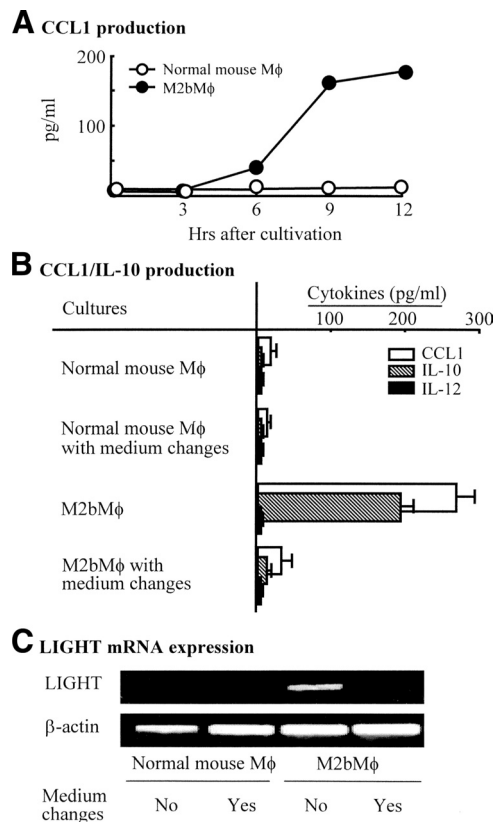 A CCL1 production
200
100
pg/ml
Normal mouse Mϕ
M2bMϕ
3 6 9 12
Hrs after cultivation
B CCL1/IL-10 production
Cultures
Cytokines (pg/ml)
100 200 300
CCL1
IL-10
IL-12
Normal mouse Mϕ
Normal mouse Mϕ
with medium changes
M2bMϕ
M2bMϕ with
medium changes
C LIGHT mRNA expression
LIGHT
β-actin
Normal mouse Mϕ M2bMϕ
Medium
changes
No Yes No Yes